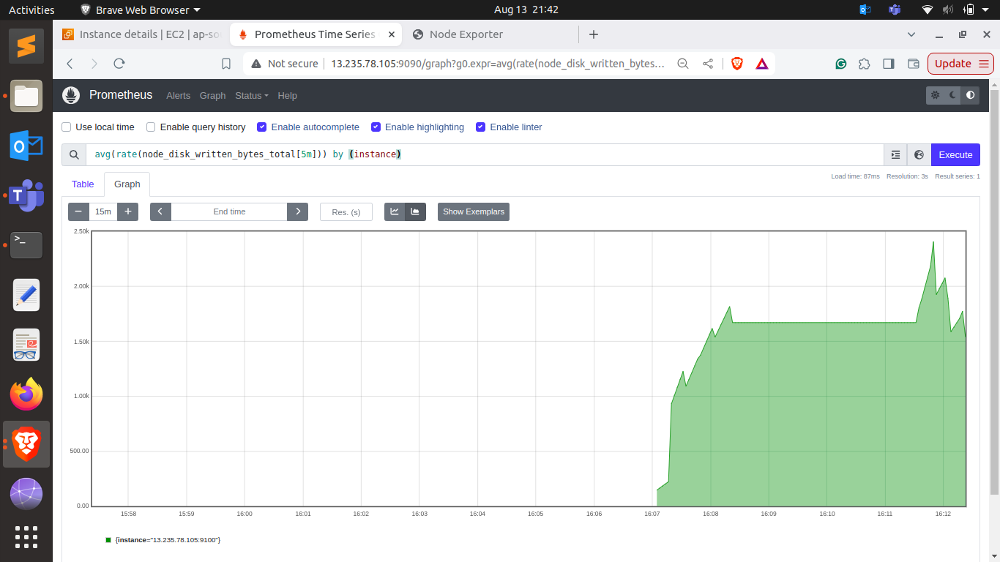 Activities Brave Web Browser Aug 13 21:42
Instance details | EC2 | ap-so Prometheus Time Series Node Exporter
Not secure 13.235.78.105:9090/graph?g0.expr=avg(rate(node_disk_written_bytes... Update
Prometheus Alerts Graph Status Help
Use local time Enable query history Enable autocomplete Enable highlighting Enable linter
avg(rate(node_disk_written_bytes_total[5m])) by (instance) Execute
Load time: 87ms Resolution: 3s Result series: 1
Table Graph
15m End time Res. (s) Show Exemplars
2.50k
2.00k
1.50k
1.00k
500.00
0.00
15:58 15:59 16:00 16:01 16:02 16:03 16:04 16:05 16:06 16:07 16:08 16:09 16:10 16:11 16:12
{instance="13.235.78.105:9100"}